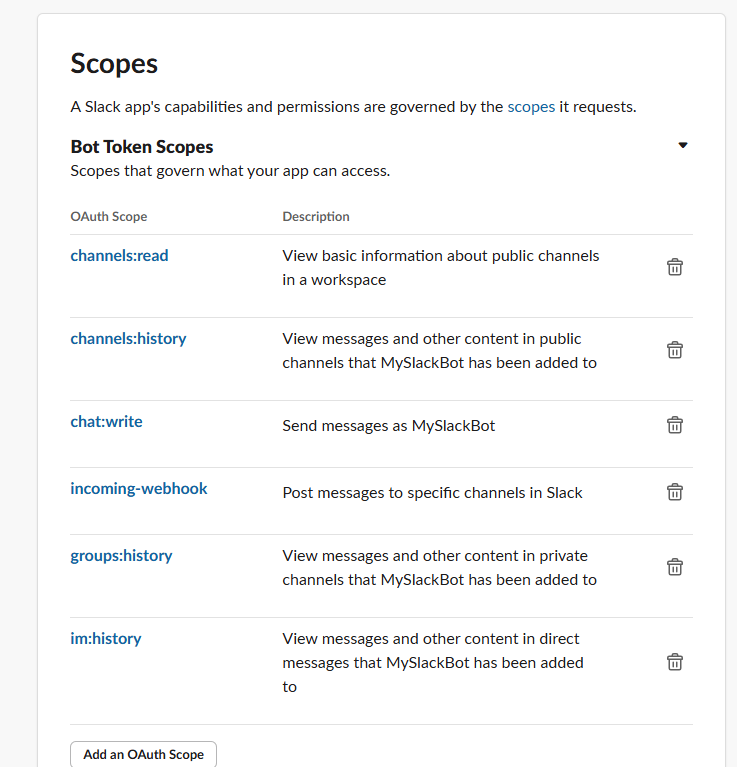 Scopes
A Slack app's capabilities and permissions are governed by the scopes it requests.
Bot Token Scopes
Scopes that govern what your app can access.
OAuth Scope Description
channels:read View basic information about public channels
in a workspace
channels:history View messages and other content in public
channels that MySlackBot has been added to
chat:write Send messages as MySlackBot
incoming-webhook Post messages to specific channels in Slack
groups:history View messages and other content in private
channels that MySlackBot has been added to
im:history View messages and other content in direct
messages that MySlackBot has been added
to
Add an OAuth Scope